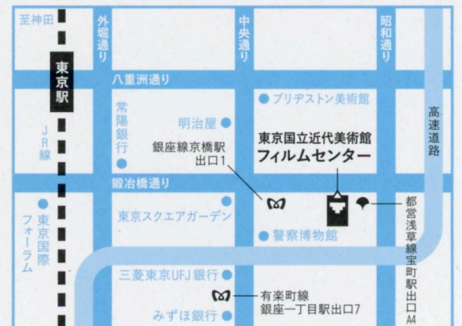 至神田
外堀通り
中央通り
昭和通り
東京駅
八重洲通り
常陽銀行
明治屋
ブリヂストン美術館
高速道路
JR線
銀座線京橋駅
出口1
東京国立近代美術館
フィルムセンター
鍛冶橋通り
東京国際
フォーラム
東京スクエアガーデン
警察博物館
都営浅草線宝町駅出口A4
三菱東京UFJ銀行
有楽町線
銀座一丁目駅出口7
みずほ銀行